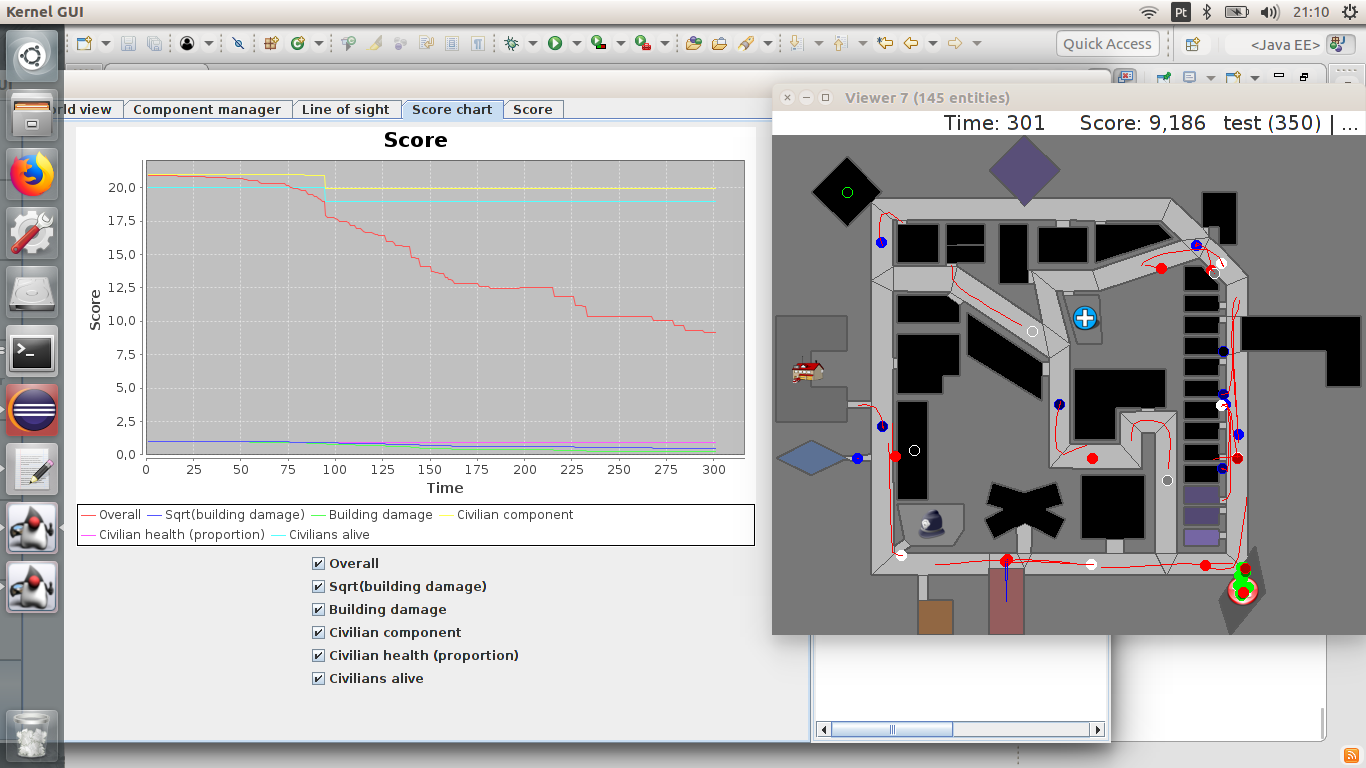 Kernel GUI
Pt
21:10
Quick Access
<Java EE>
rld view
Component manager
Line of sight
Score chart
Score
Viewer 7 (145 entities)
Time: 301 Score: 9,186 test (350) | ...
Score
20,0
17,5
15,0
12,5
10,0
7,5
5,0
2,5
0,0
Score
0 25 50 75 100 125 150 175 200 225 250 275 300
Time
Overall Sqrt(building damage) Building damage Civilian component
Civilian health (proportion) Civilians alive
Overall
Sqrt(building damage)
Building damage
Civilian component
Civilian health (proportion)
Civilians alive